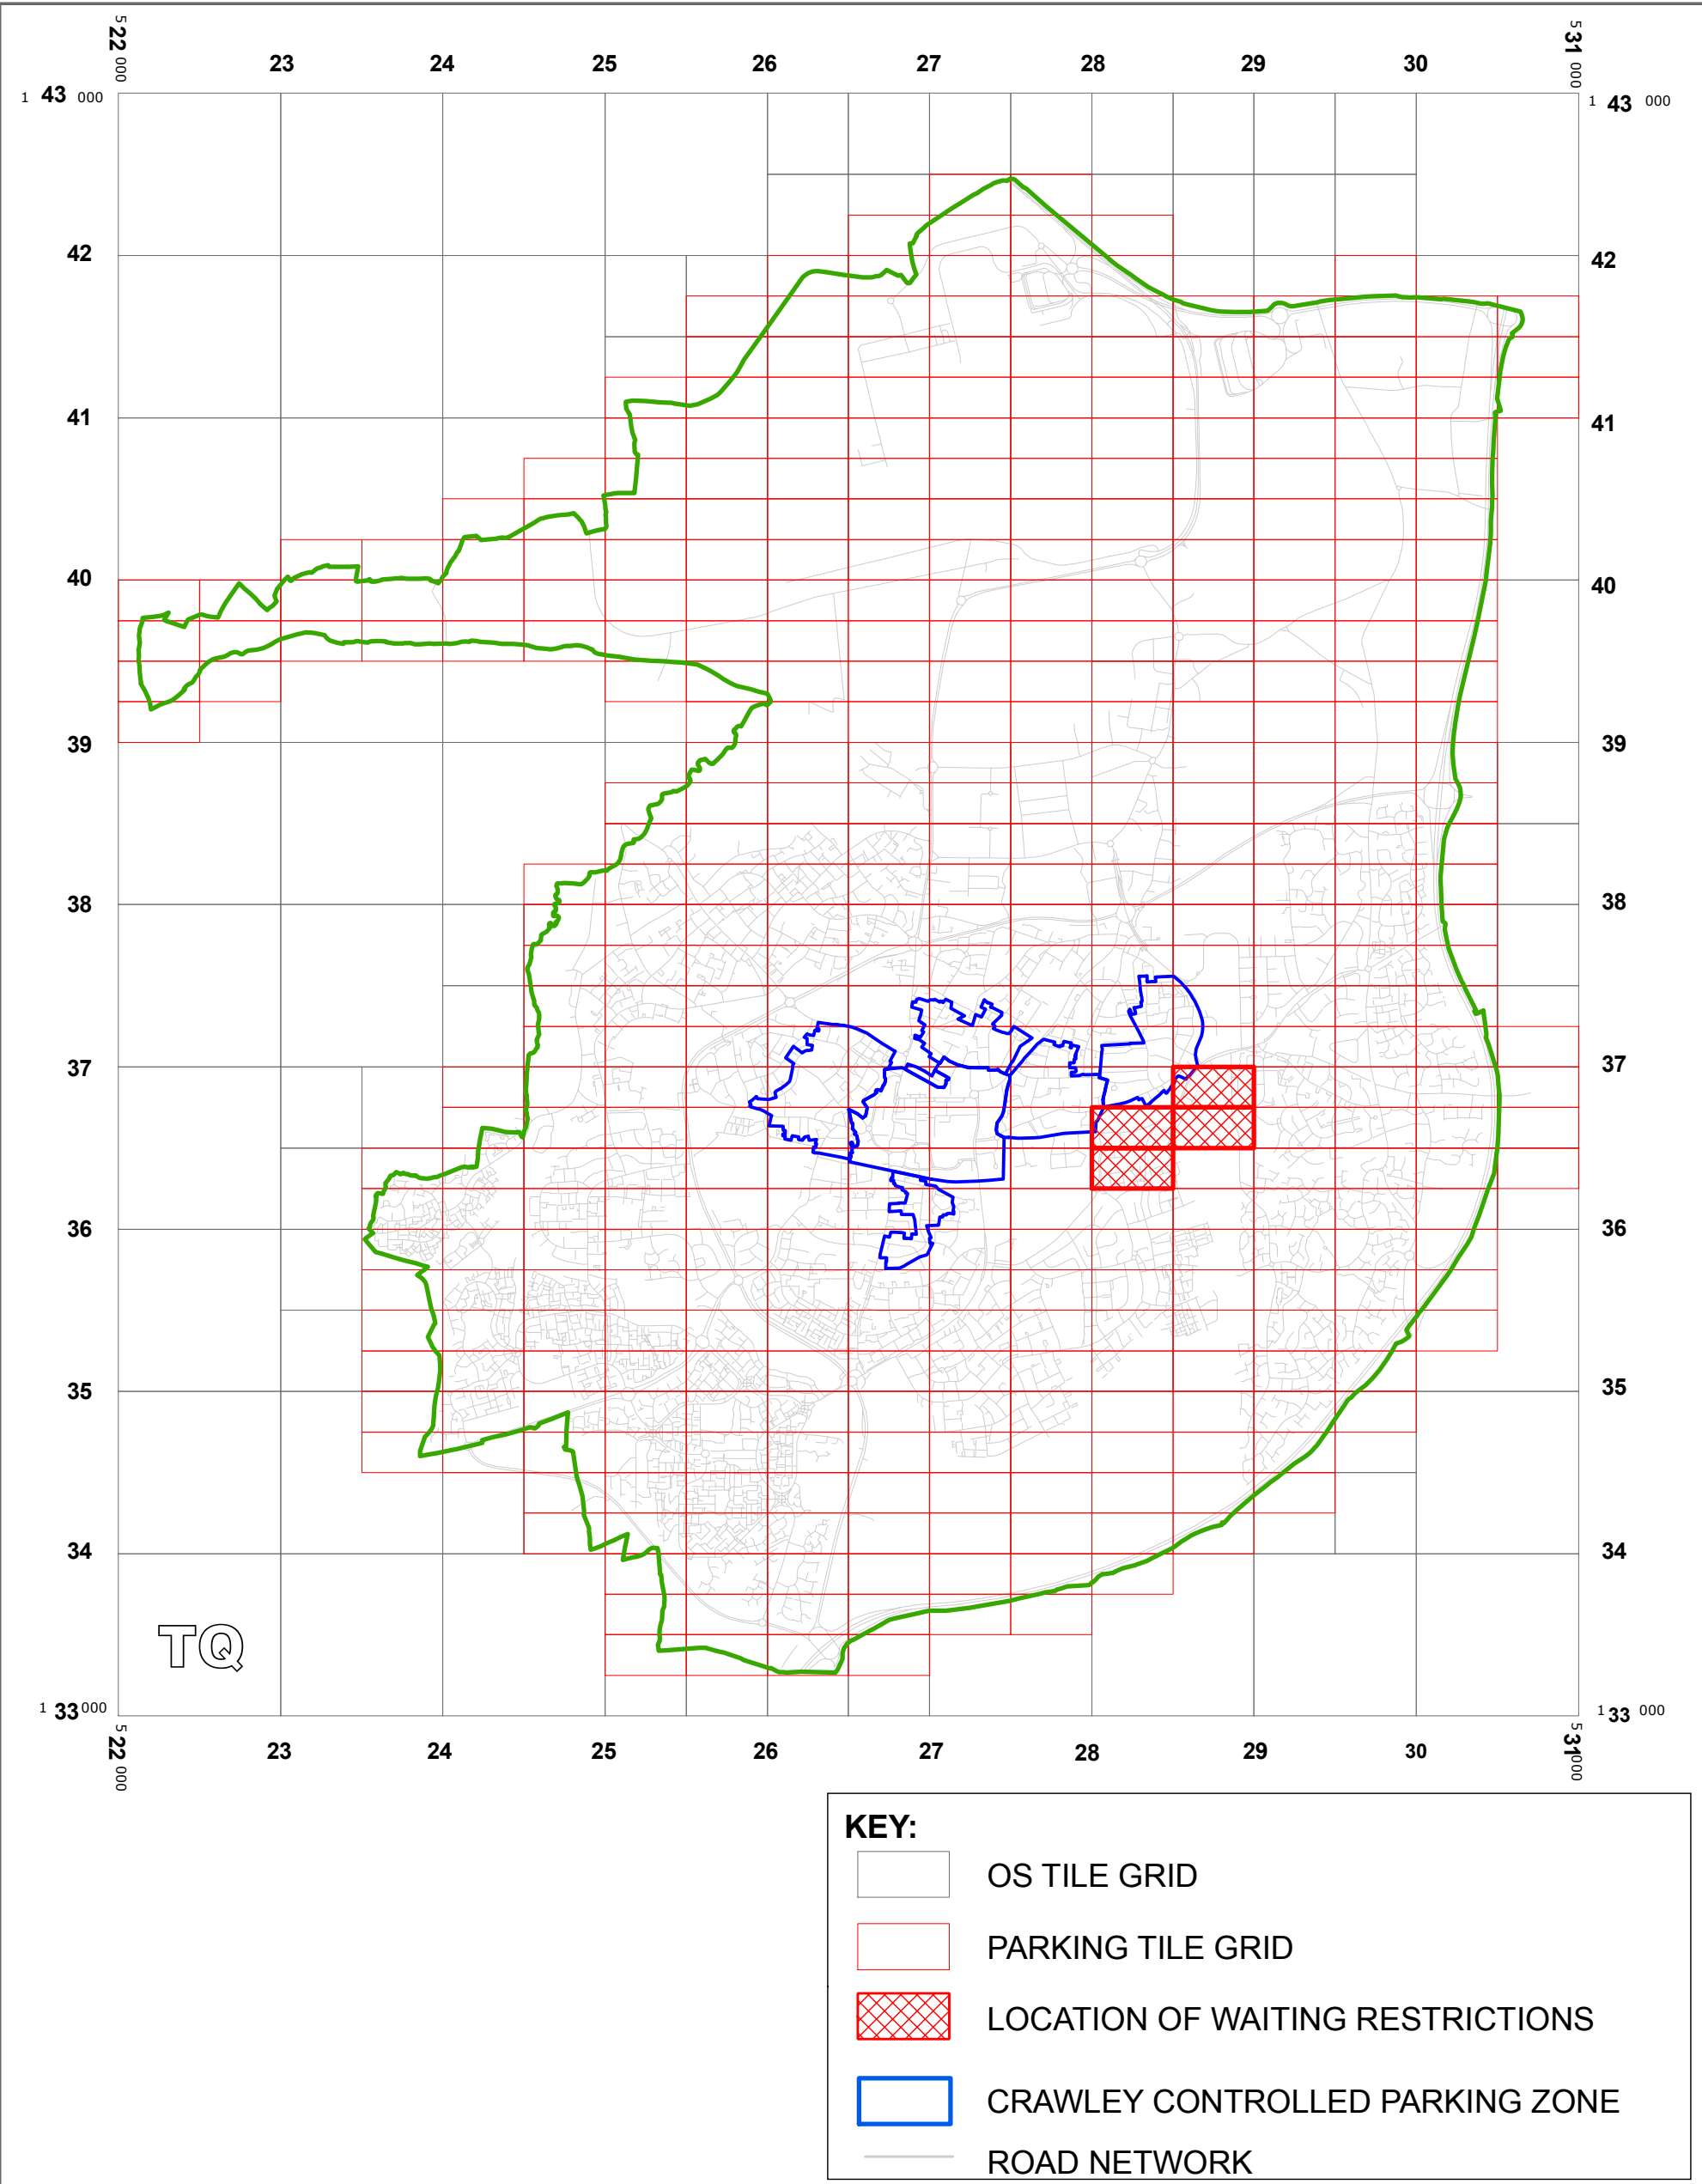 5 22 000 23 24 25 26 27 28 29 30 5 31 000
1 43 000 1 43 000
42 42
41 41
40 40
39 39
38 38
37 37
36 36
35 35
34 34
TQ
1 33 000 1 33 000
5 22 000 23 24 25 26 27 28 29 30 5 31 000
KEY:
OS TILE GRID
PARKING TILE GRID
LOCATION OF WAITING RESTRICTIONS
CRAWLEY CONTROLLED PARKING ZONE
ROAD NETWORK